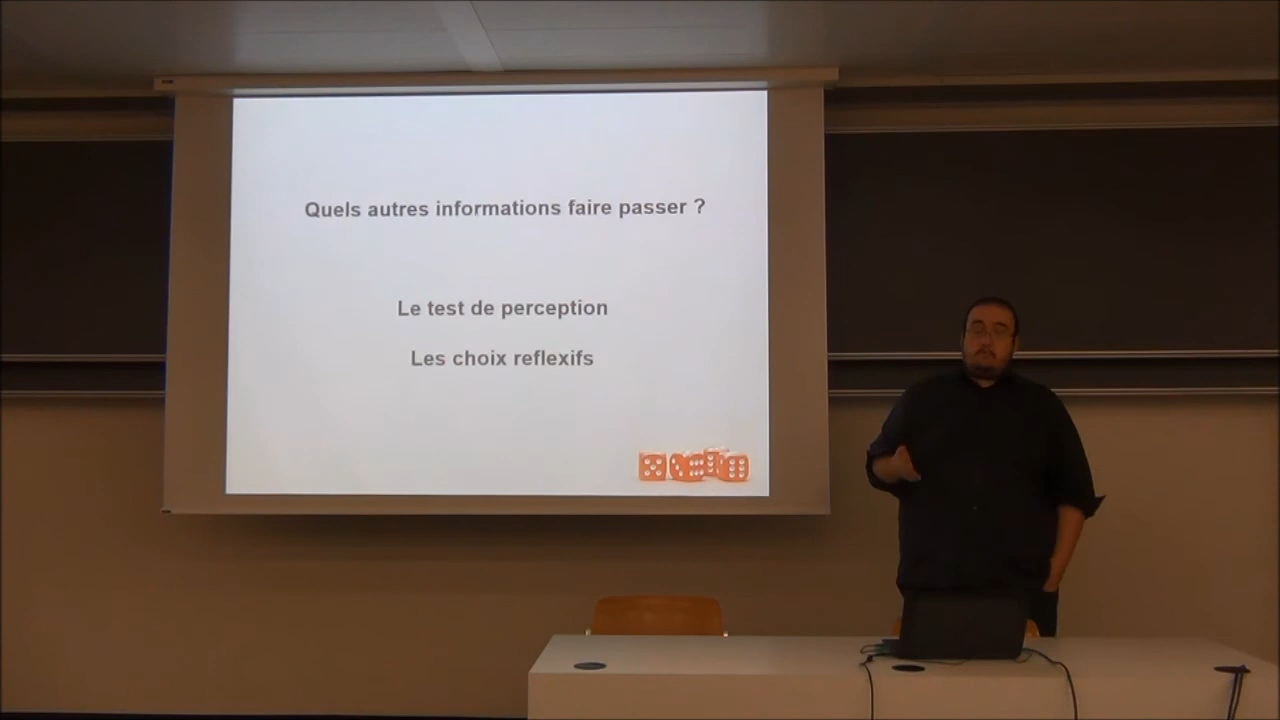 Quels autres informations faire passer ?
Le test de perception
Les choix reflexifs